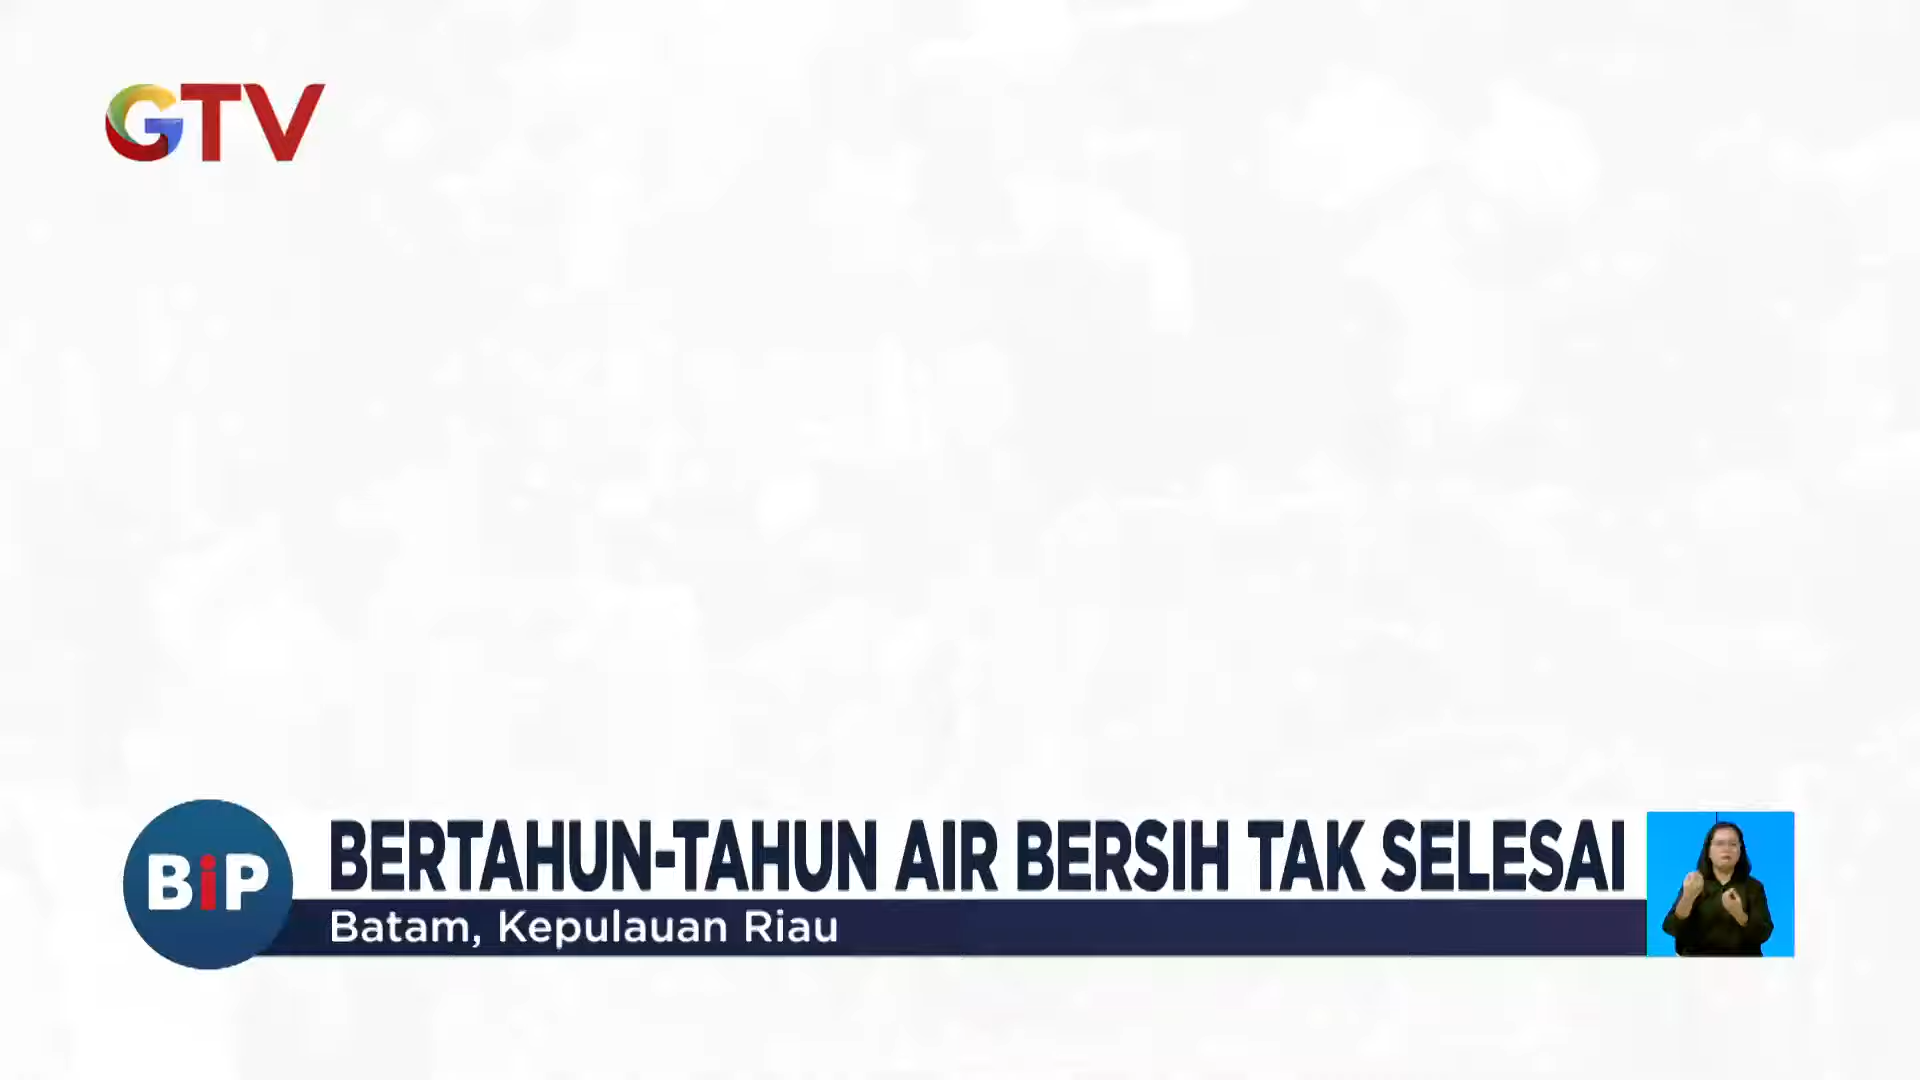 GTV
BiP
BERTAHUN-TAHUN AIR BERSIH TAK SELESAI
Batam, Kepulauan Riau